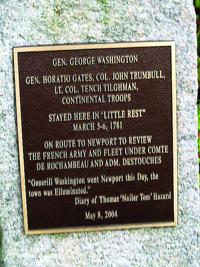 GEN. GEORGE WASHINGTON
GEN. HORATIO GATES, COL. JOHN TRUMBULL,
LT. COL. TENCH TILGHMAN,
CONTINENTAL TROOPS
STAYED HERE IN "LITTLE REST"
MARCH 5-6, 1781
ON ROUTE TO NEWPORT TO REVIEW
THE FRENCH ARMY AND FLEET UNDER COMTE
DE ROCHAMBEAU AND ADM. DESTOUCHES
"Generill Washington went Newport this Day, the
town was Elluminated."
Diary of Thomas 'Nailer Tom' Hazard
May 8, 2004